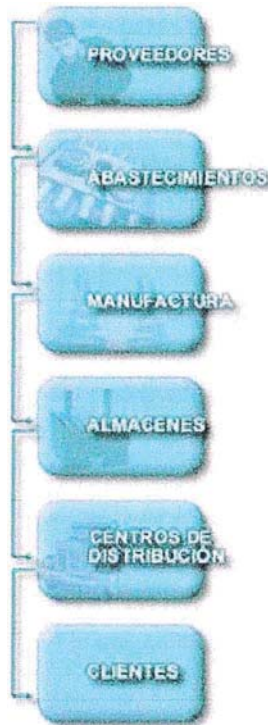 PROVEEDORES
ABASTECIMIENTOS
MANUFACTURA
ALMACENES
CENTROS DE
DISTRIBUCIÓN
CLIENTES